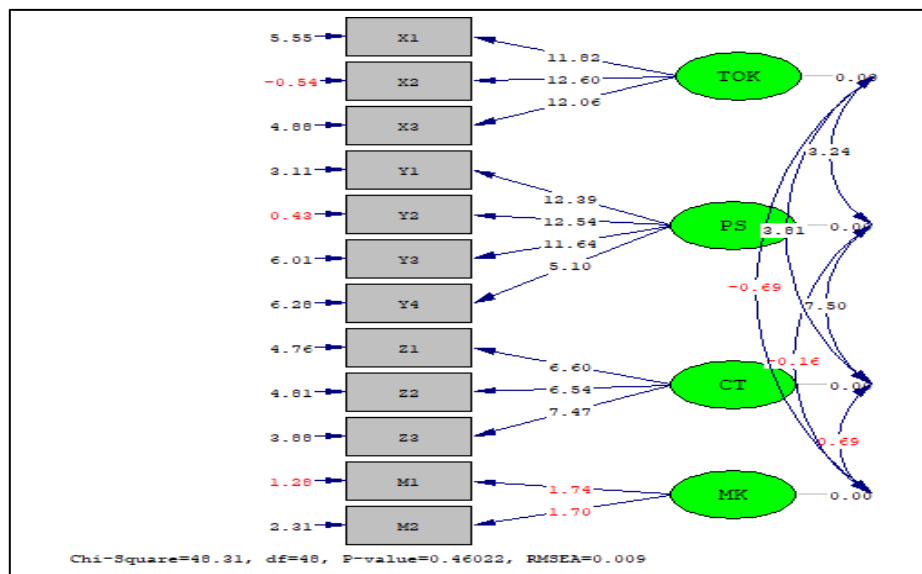 5.55 X1
11.82
-0.54 X2 12.60 TOK 0.00
12.06
4.88 X3
3.24
3.11 Y1
12.39
0.43 Y2 12.54 PS 0.00
3.81
11.64
6.01 Y3 5.10
-0.69
6.28 Y4 7.50
4.76 Z1
6.60 -0.16
4.81 Z2 6.54 CT 0.00
7.47
3.88 Z3
0.69
1.28 M1 1.74
MK 0.00
1.70
2.31 M2
Chi-Square=48.31, df=48, P-value=0.46022, RMSEA=0.009